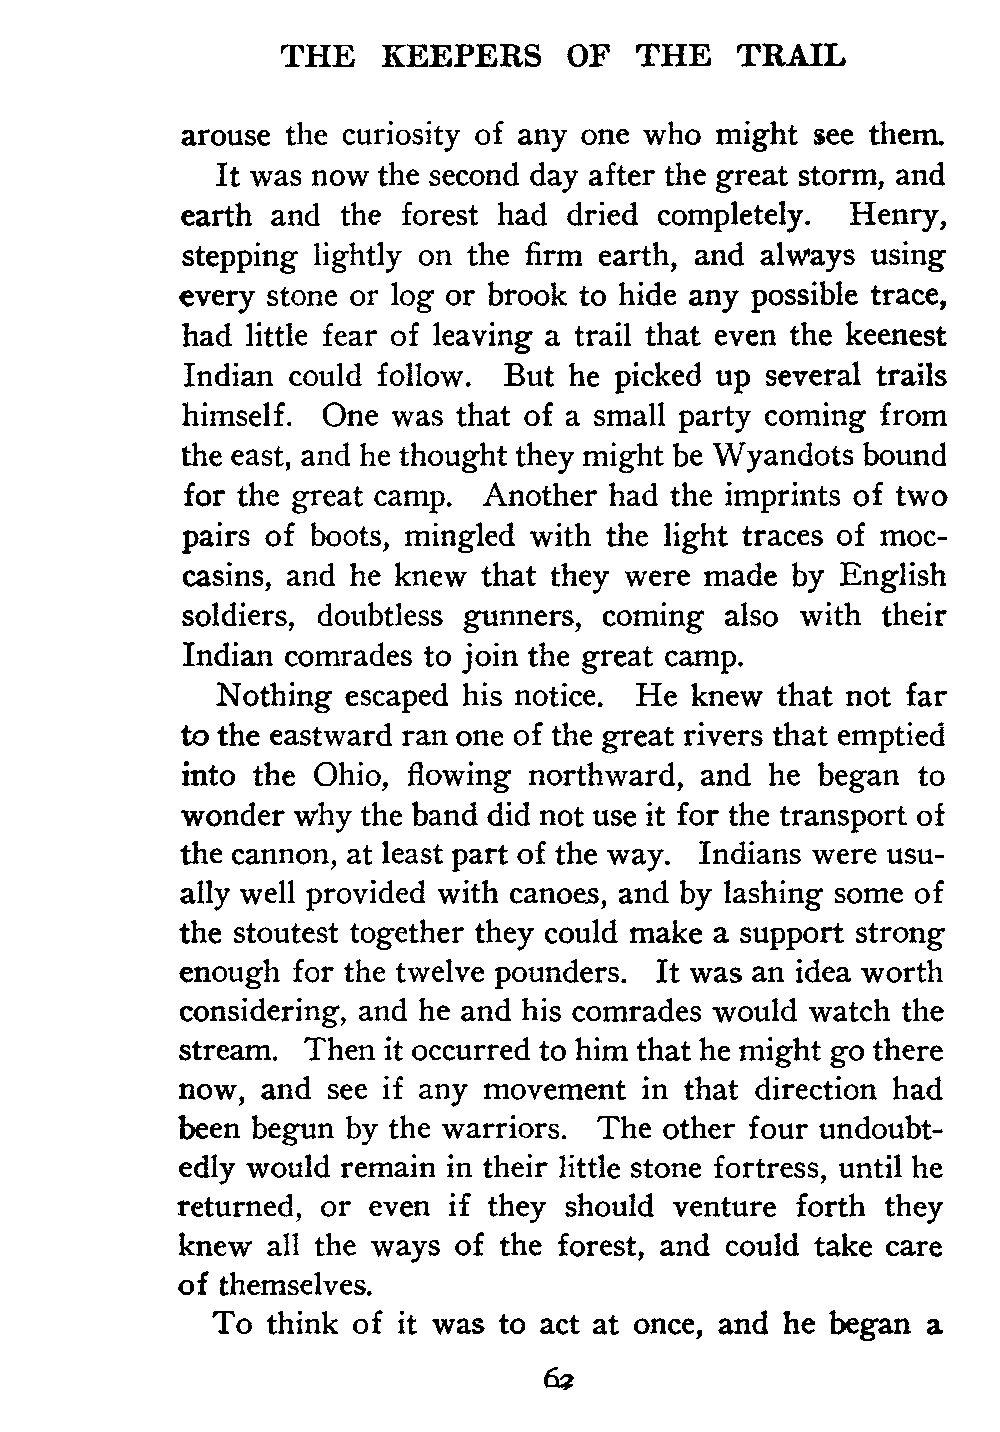 THE KEEPERS OF THE TRAIL
arouse the curiosity of any one who might see them.
It was now the second day after the great storm, and
earth and the forest had dried completely. Henry,
stepping lightly on the firm earth, and always using
every stone or log or brook to hide any possible trace,
had little fear of leaving a trail that even the keenest
Indian could follow. But he picked up several trails
himself. One was that of a small party coming from
the east, and he thought they might be Wyandots bound
for the great camp. Another had the imprints of two
pairs of boots, mingled with the light traces of moc-
casins, and he knew that they were made by English
soldiers, doubtless gunners, coming also with their
Indian comrades to join the great camp.
Nothing escaped his notice. He knew that not far
to the eastward ran one of the great rivers that emptied
into the Ohio, flowing northward, and he began to
wonder why the band did not use it for the transport of
the cannon, at least part of the way. Indians were usu-
ally well provided with canoes, and by lashing some of
the stoutest together they could make a support strong
enough for the twelve pounders. It was an idea worth
considering, and he and his comrades would watch the
stream. Then it occurred to him that he might go there
now, and see if any movement in that direction had
been begun by the warriors. The other four undoubt-
edly would remain in their little stone fortress, until he
returned, or even if they should venture forth they
knew all the ways of the forest, and could take care
of themselves.
To think of it was to act at once, and he began a
62